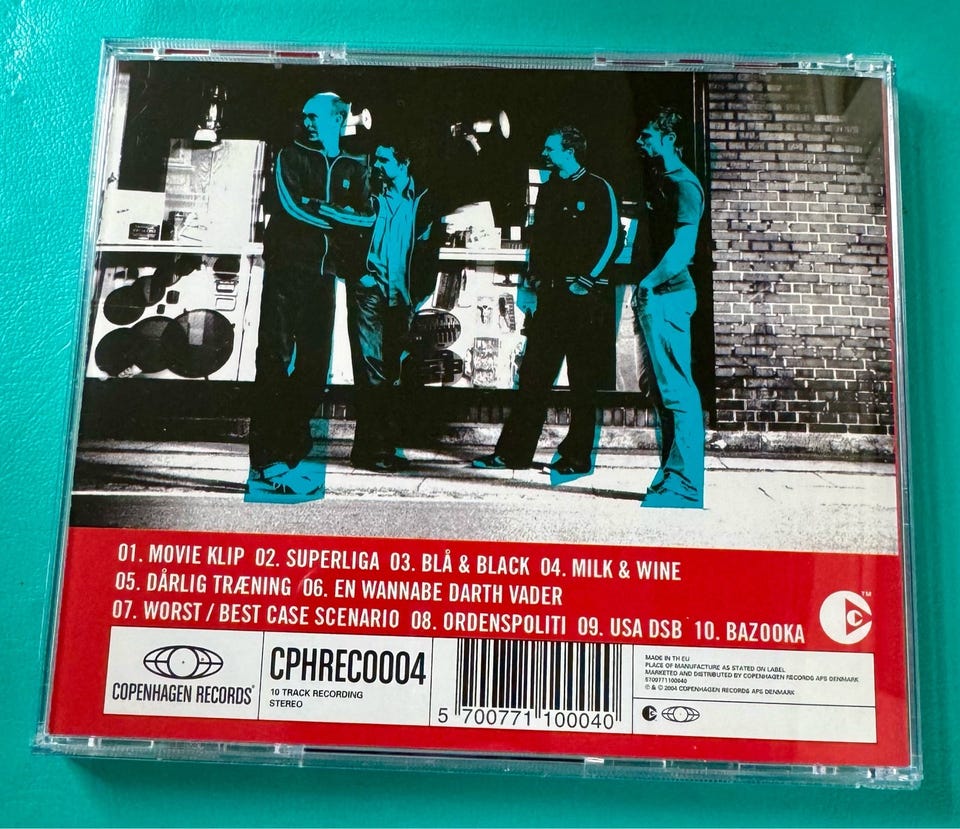 01. MOVIE KLIP 02. SUPERLIGA 03. BLÅ & BLACK 04. MILK & WINE
05. DÅRLIG TRÆNING 06. EN WANNABE DARTH VADER
07. WORST / BEST CASE SCENARIO 08. ORDENSPOLITI 09. USA DSB 10. BAZOOKA
TM
COPENHAGEN RECORDS®
CPHREC0004
10 TRACK RECORDING
STEREO
5 700771 100040
MADE IN TH EU
PLACE OF MANUFACTURE AS STATED ON LABEL
MARKETED AND DISTRIBUTED BY COPENHAGEN RECORDS APS DENMARK
5709771100040
℗ & © 2004 COPENHAGEN RECORDS APS DENMARK